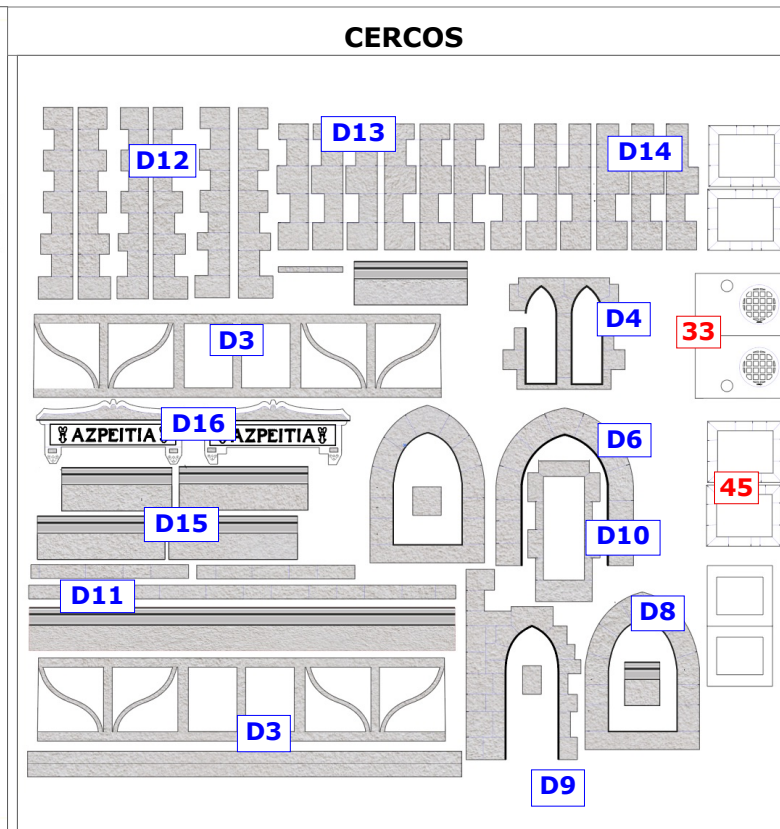 CERCOS
D13
D12
D14
D4
33
D3
D16
AZPEITIA
AZPEITIA
D6
45
D15
D10
D11
D8
D3
D9